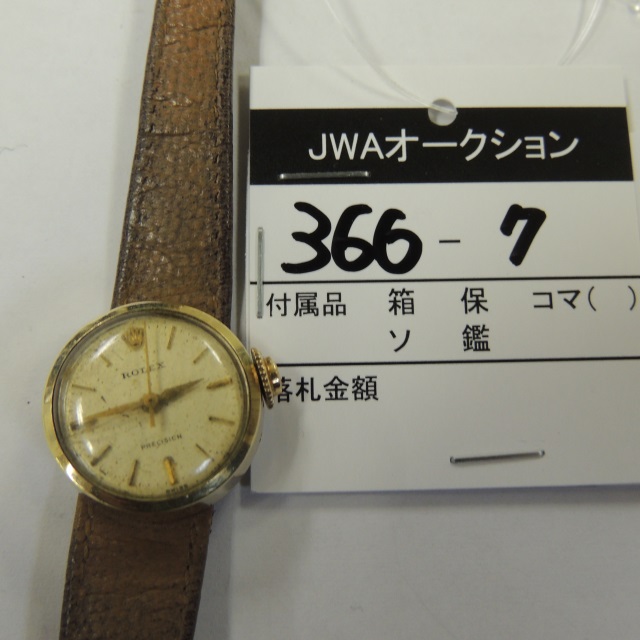 JWAオークション
366-7
付属品 箱 保 コマ( )
ソ 鑑
落札金額
ROLEX
PRECISION